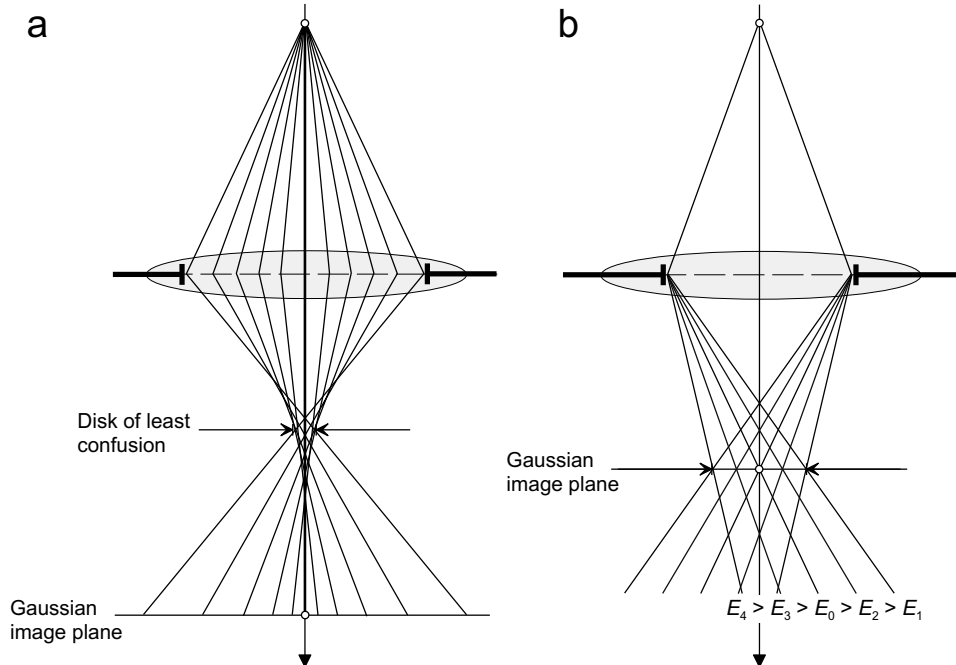 a
b
Disk of least
confusion
Gaussian
image plane
Gaussian
image plane
E₄ > E₃ > E₀ > E₂ > E₁